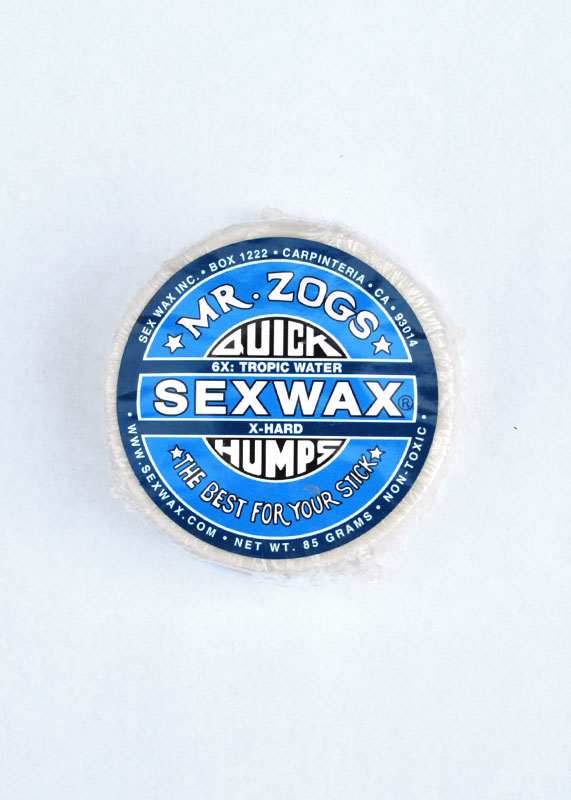 SEX WAX INC. • BOX 1222 • CARPINTERIA • CA • 93014
MR. ZOGS
QUICK
6X: TROPIC WATER
SEXWAX®
X-HARD
HUMPS
THE BEST FOR YOUR STICK
• WWW.SEXWAX.COM • NET WT. 85 GRAMS • NON-TOXIC •